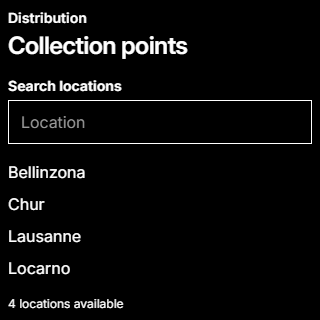 Distribution
Collection points
Search locations
Location
Bellinzona
Chur
Lausanne
Locarno
4 locations available